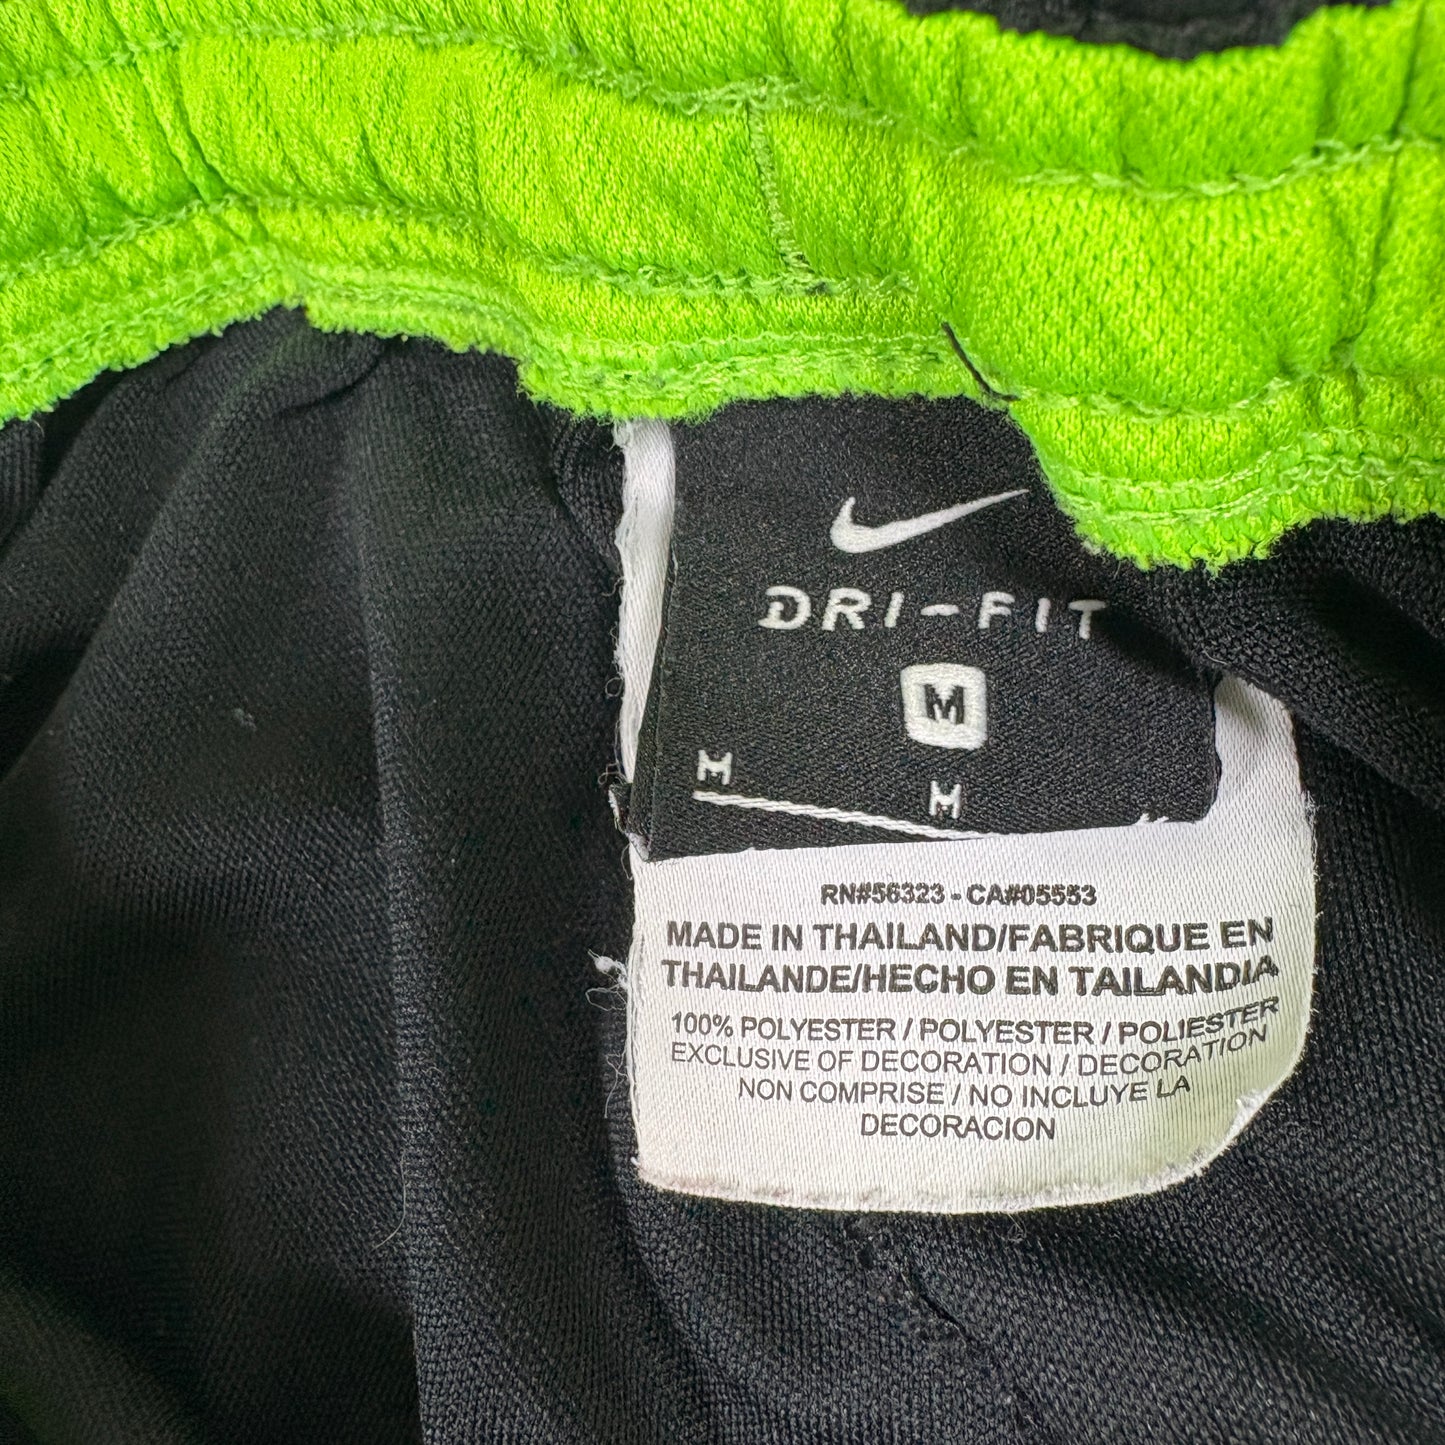 DRI-FIT
M
M
M
RN#56323 - CA#05553
MADE IN THAILAND/FABRIQUE EN
THAILANDE/HECHO EN TAILANDIA
100% POLYESTER / POLYESTER / POLIESTER
EXCLUSIVE OF DECORATION / DECORATION
NON COMPRISE / NO INCLUYE LA
DECORACION